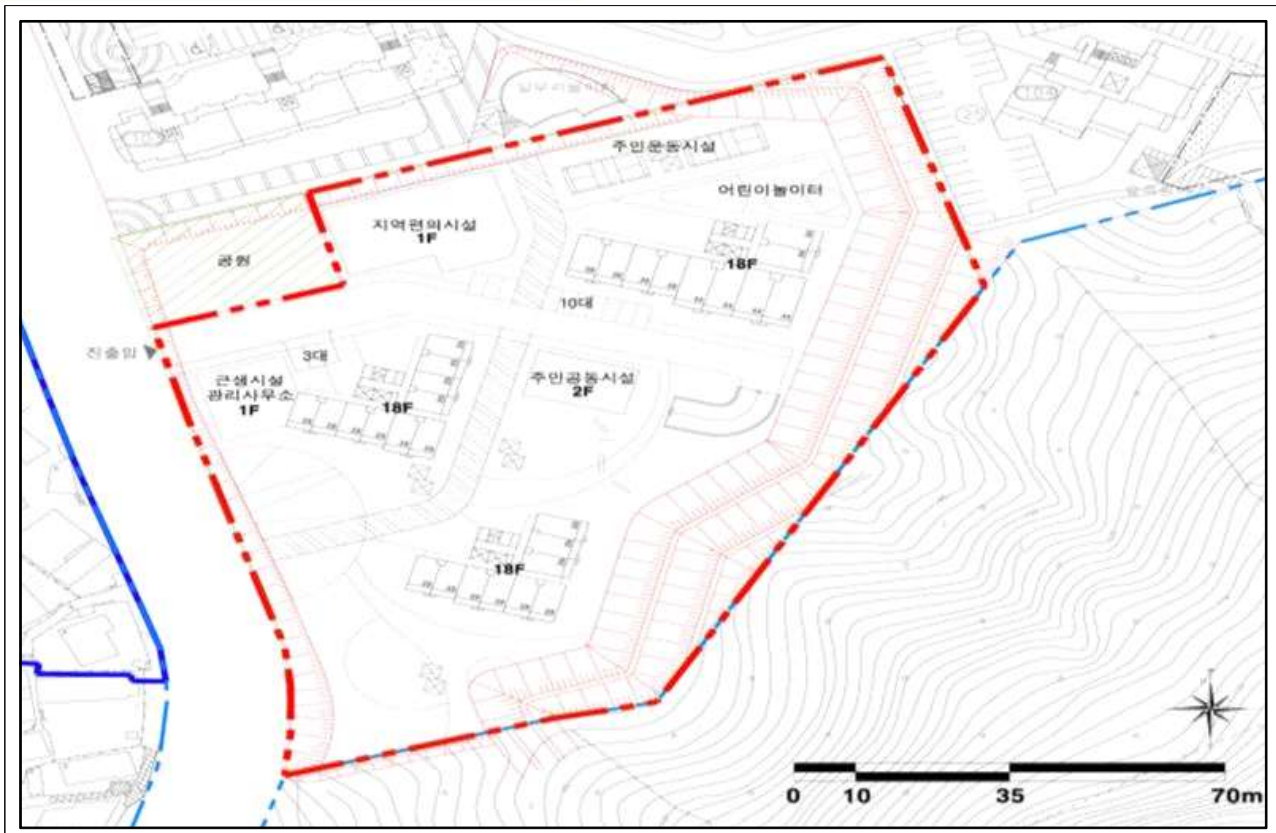 주민운동시설
어린이놀이터
지역편의시설
1F
18F
공원
10대
진출입
3대
근생시설
관리사무소
1F
18F
주민공동시설
2F
18F
0 10 35 70m